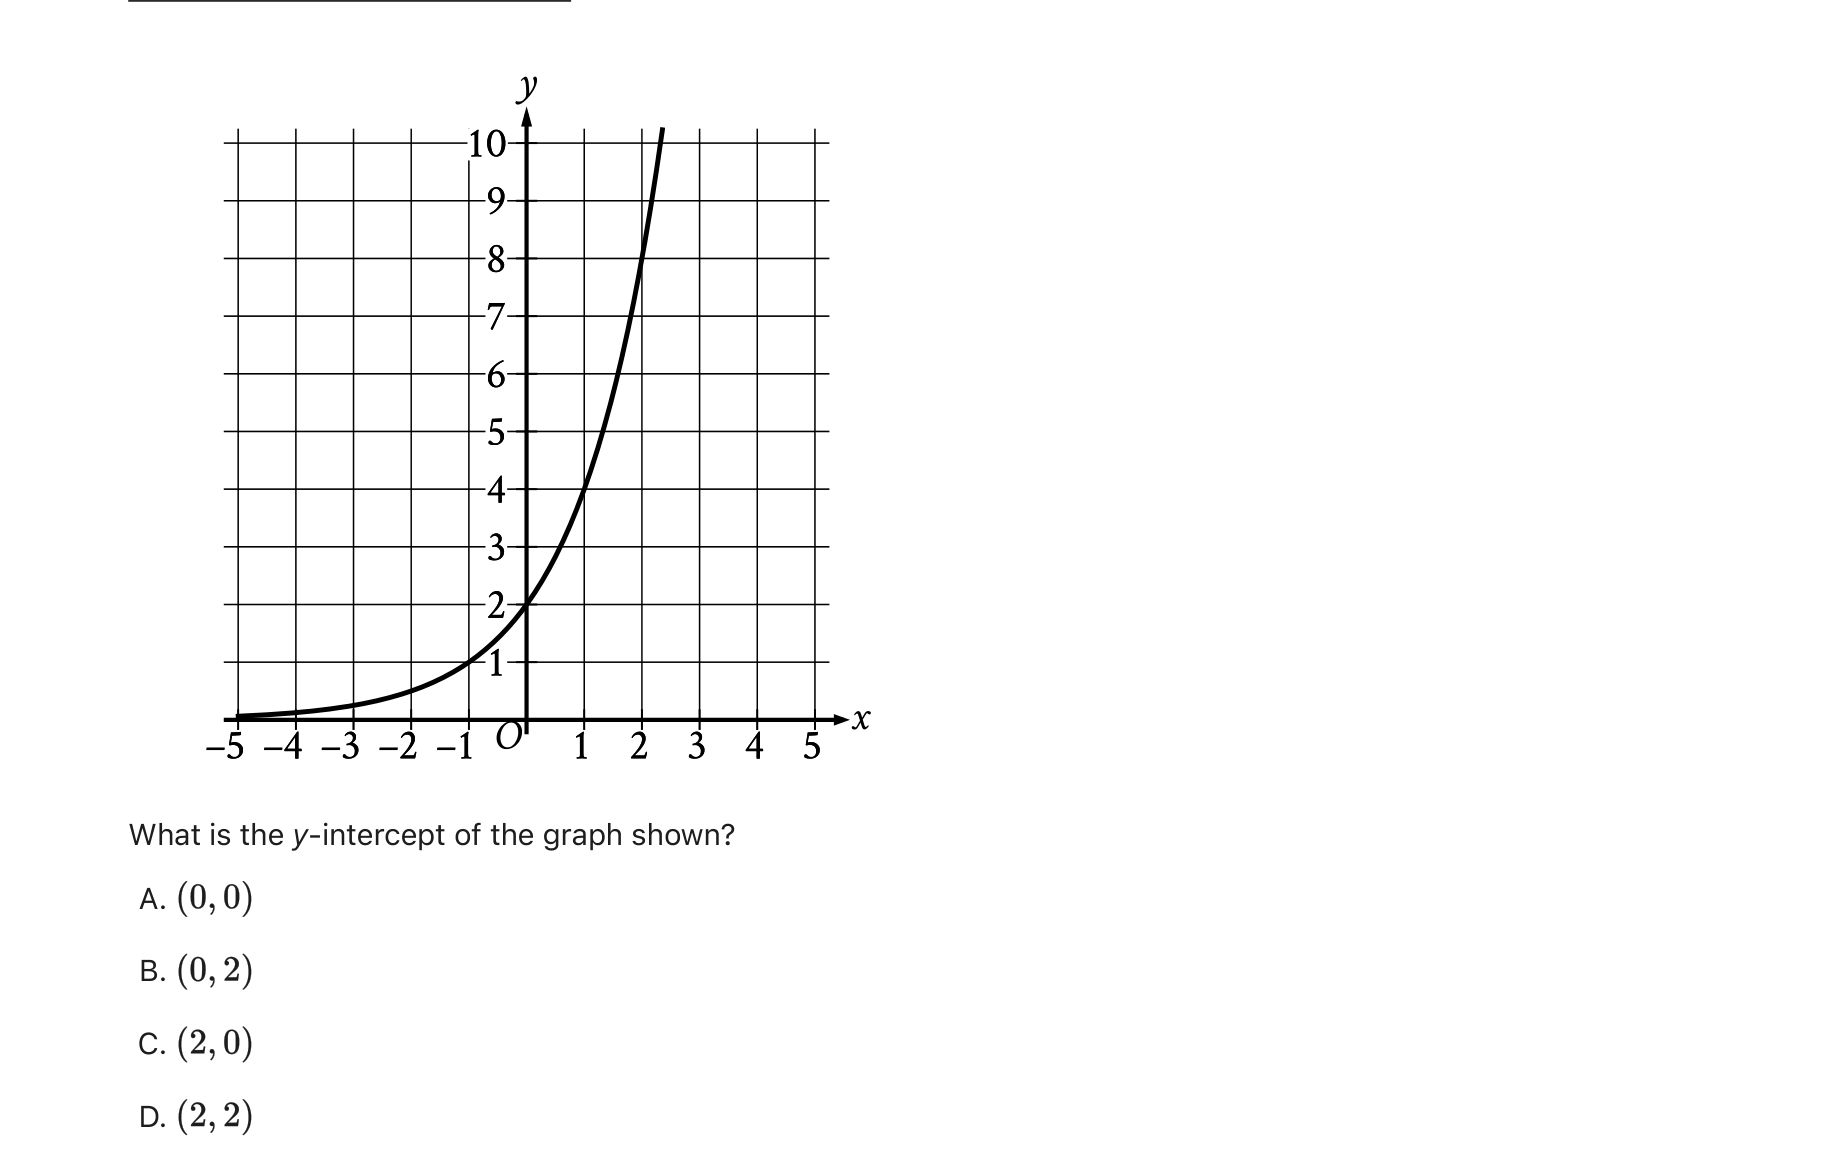 y
10
9
8
7
6
5
4
3
2
1
O
x
−5 −4 −3 −2 −1 1 2 3 4 5
What is the y-intercept of the graph shown?
A. (0, 0)
B. (0, 2)
C. (2, 0)
D. (2, 2)